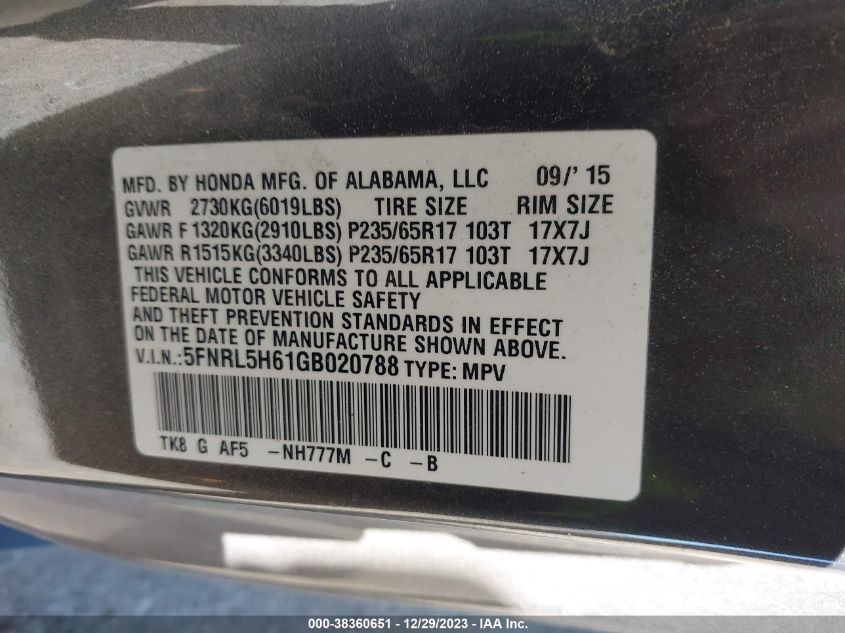 MFD. BY HONDA MFG. OF ALABAMA, LLC 09/' 15
GVWR 2730KG(6019LBS) TIRE SIZE RIM SIZE
GAWR F 1320KG(2910LBS) P235/65R17 103T 17X7J
GAWR R1515KG(3340LBS) P235/65R17 103T 17X7J
THIS VEHICLE CONFORMS TO ALL APPLICABLE
FEDERAL MOTOR VEHICLE SAFETY
AND THEFT PREVENTION STANDARDS IN EFFECT
ON THE DATE OF MANUFACTURE SHOWN ABOVE.
V.I.N.:5FNRL5H61GB020788 TYPE: MPV
TK8 G AF5 -NH777M -C -B
000-38360651 - 12/29/2023 - IAAI.com